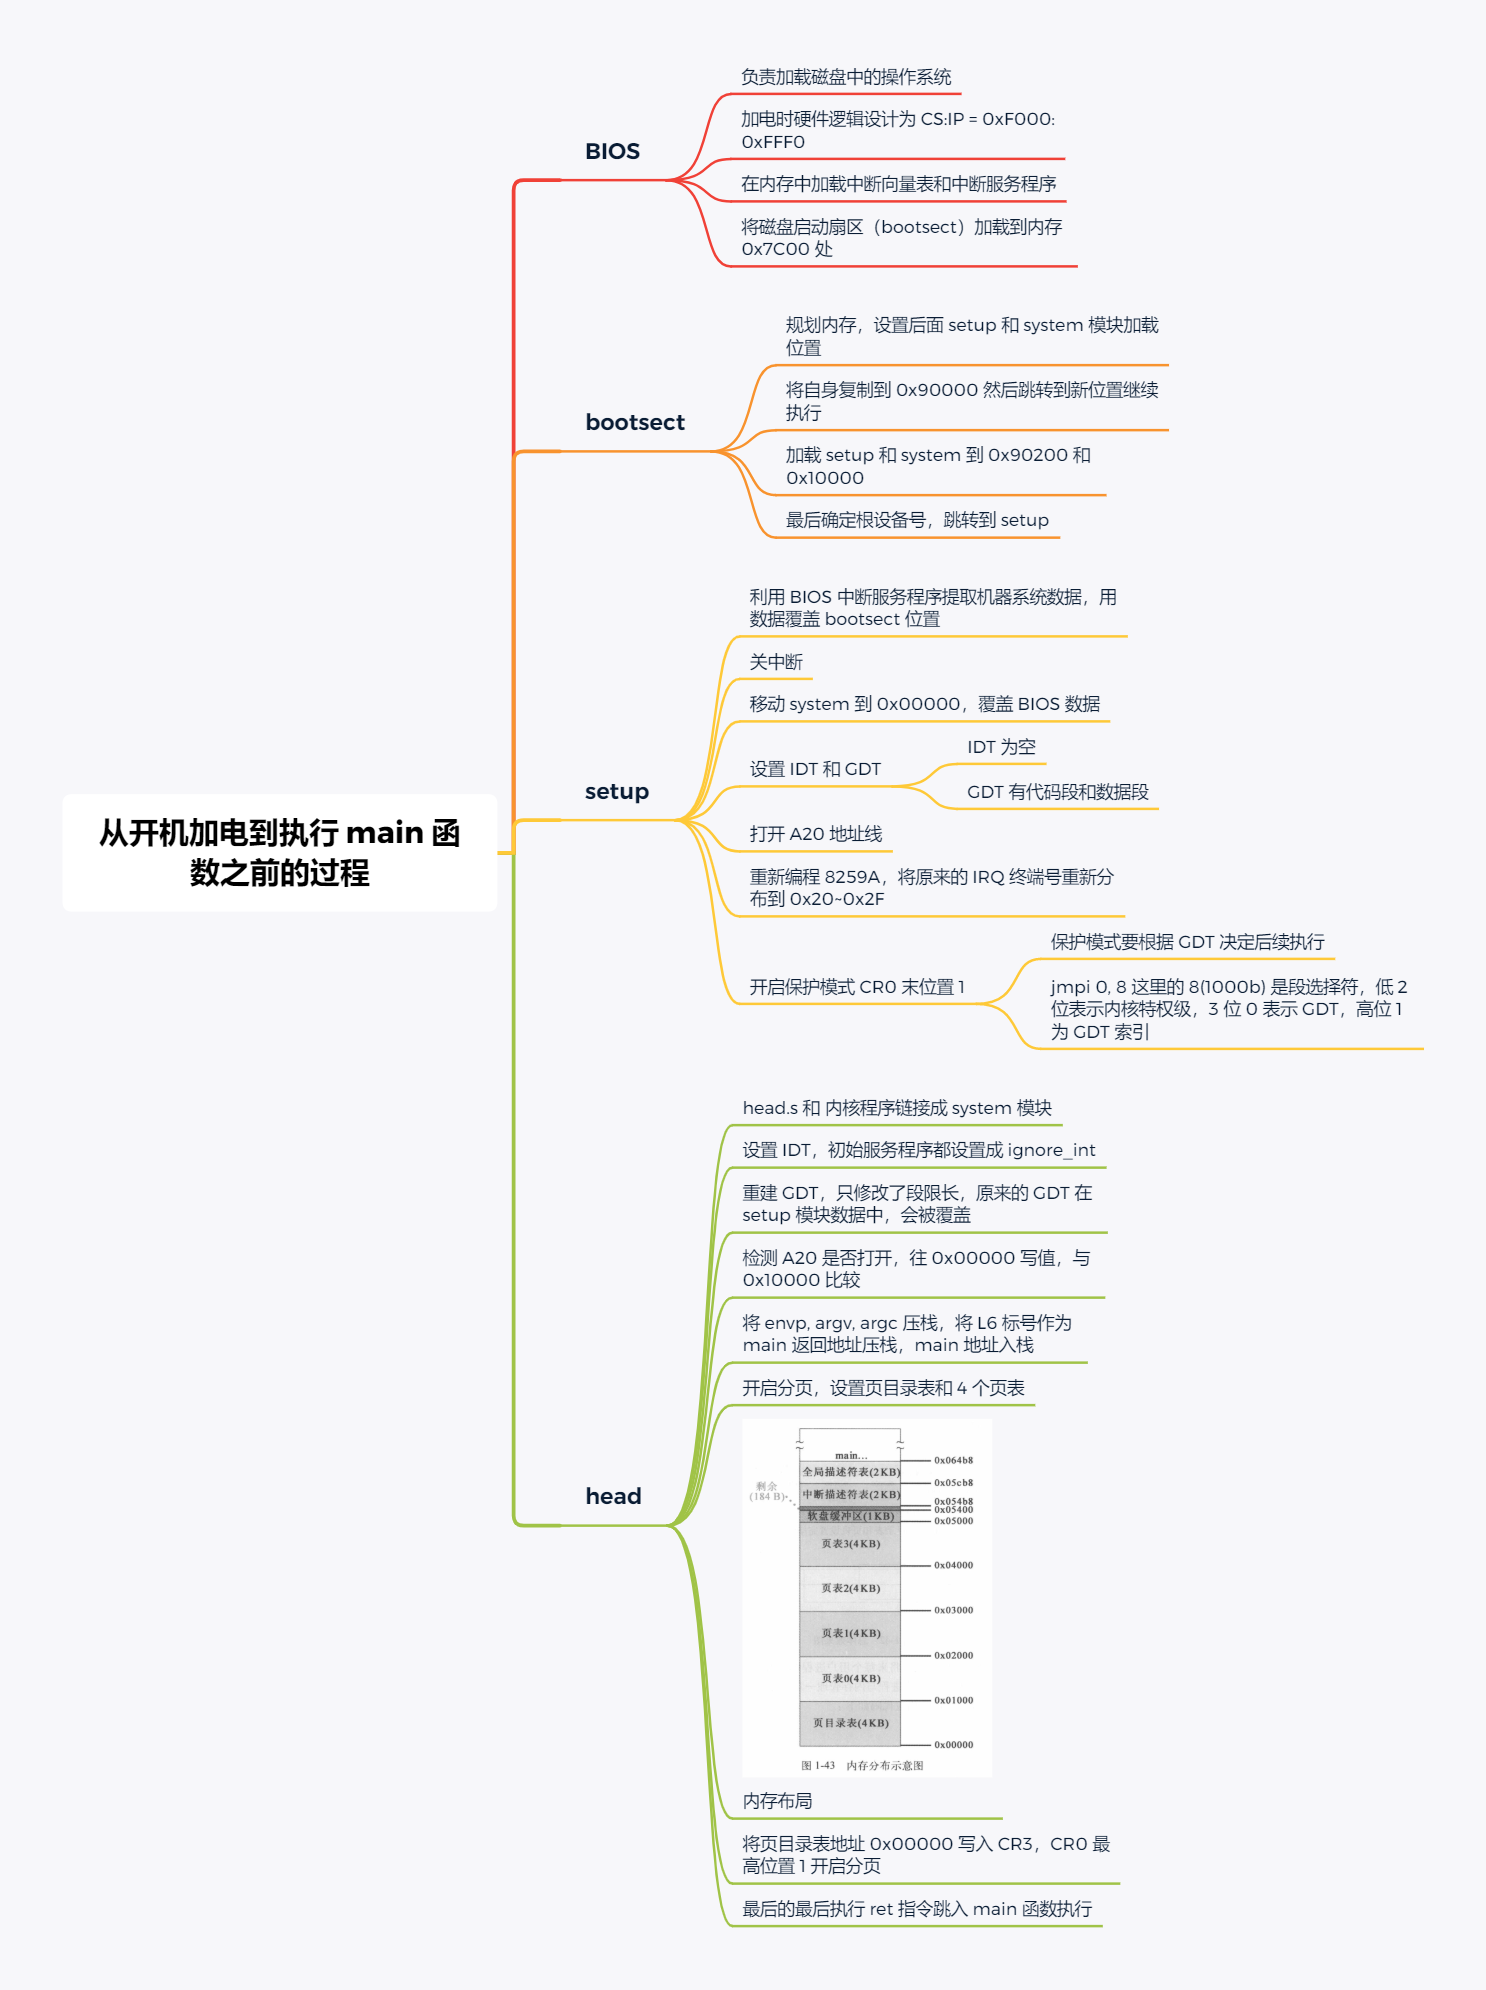 从开机加电到执行 main 函
数之前的过程
BIOS
负责加载磁盘中的操作系统
加电时硬件逻辑设计为 CS:IP = 0xF000:
0xFFF0
在内存中加载中断向量表和中断服务程序
将磁盘启动扇区（bootsect）加载到内存
0x7C00 处
bootsect
规划内存，设置后面 setup 和 system 模块加载
位置
将自身复制到 0x90000 然后跳转到新位置继续
执行
加载 setup 和 system 到 0x90200 和
0x10000
最后确定根设备号，跳转到 setup
setup
利用 BIOS 中断服务程序提取机器系统数据，用
数据覆盖 bootsect 位置
关中断
移动 system 到 0x00000，覆盖 BIOS 数据
设置 IDT 和 GDT
IDT 为空
GDT 有代码段和数据段
打开 A20 地址线
重新编程 8259A，将原来的 IRQ 终端号重新分
布到 0x20~0x2F
开启保护模式 CR0 末位置 1
保护模式要根据 GDT 决定后续执行
jmpi 0, 8 这里的 8(1000b) 是段选择符，低 2
位表示内核特权级，3 位 0 表示 GDT，高位 1
为 GDT 索引
head
head.s 和 内核程序链接成 system 模块
设置 IDT，初始服务程序都设置成 ignore_int
重建 GDT，只修改了段限长，原来的 GDT 在
setup 模块数据中，会被覆盖
检测 A20 是否打开，往 0x00000 写值，与
0x10000 比较
将 envp, argv, argc 压栈，将 L6 标号作为
main 返回地址压栈，main 地址入栈
开启分页，设置页目录表和 4 个页表
main…
0x064b8
全局描述符表(2KB)
0x05cb8
剩余
(184 B)
中断描述符表(2KB)
0x054b8
0x05400
软盘缓冲区(1KB)
0x05000
页表3(4KB)
0x04000
页表2(4KB)
0x03000
页表1(4KB)
0x02000
页表0(4KB)
0x01000
页目录表(4KB)
0x00000
图 1-43 内存分布示意图
内存布局
将页目录表地址 0x00000 写入 CR3，CR0 最
高位置 1 开启分页
最后的最后执行 ret 指令跳入 main 函数执行